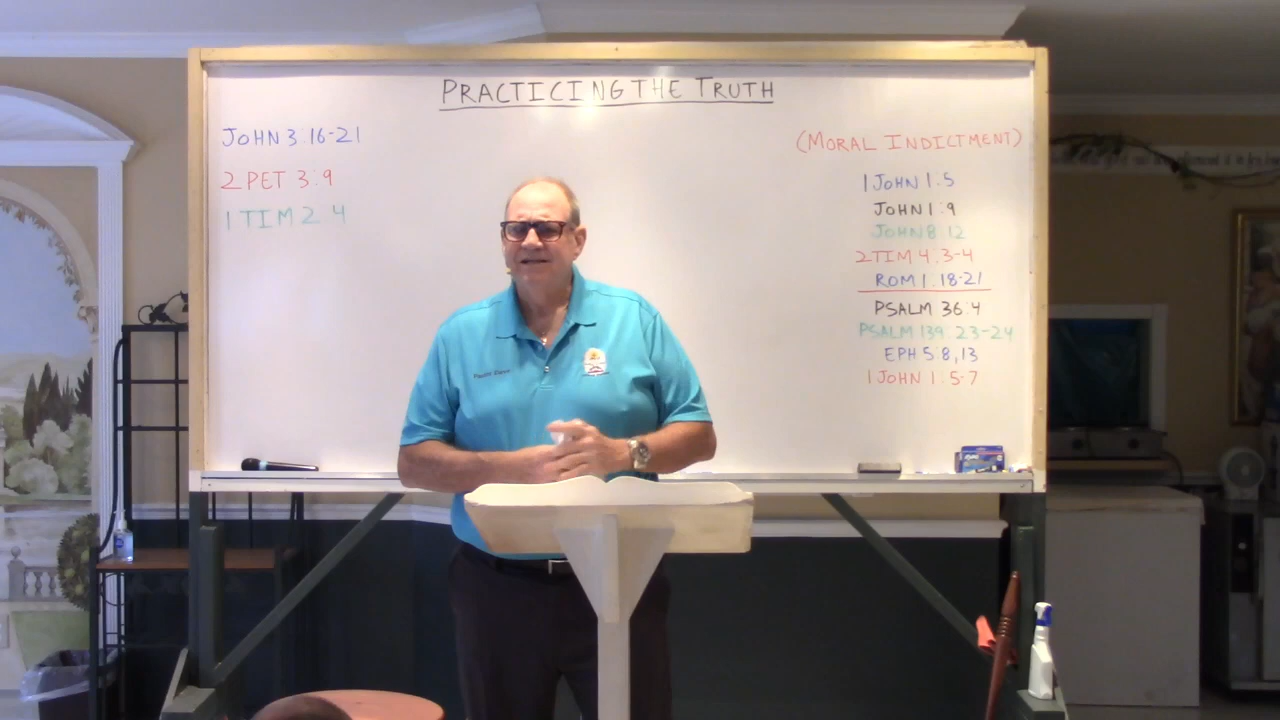 PRACTICING THE TRUTH
JOHN 3:16-21
2 PET 3:9
1 TIM 2:4
(MORAL INDICTMENT)
1 JOHN 1:5
JOHN 1:9
JOHN 8:12
2 TIM 4:3-4
ROM 1:18-21
PSALM 36:4
PSALM 139:23-24
EPH 5:8,13
1 JOHN 1:5-7